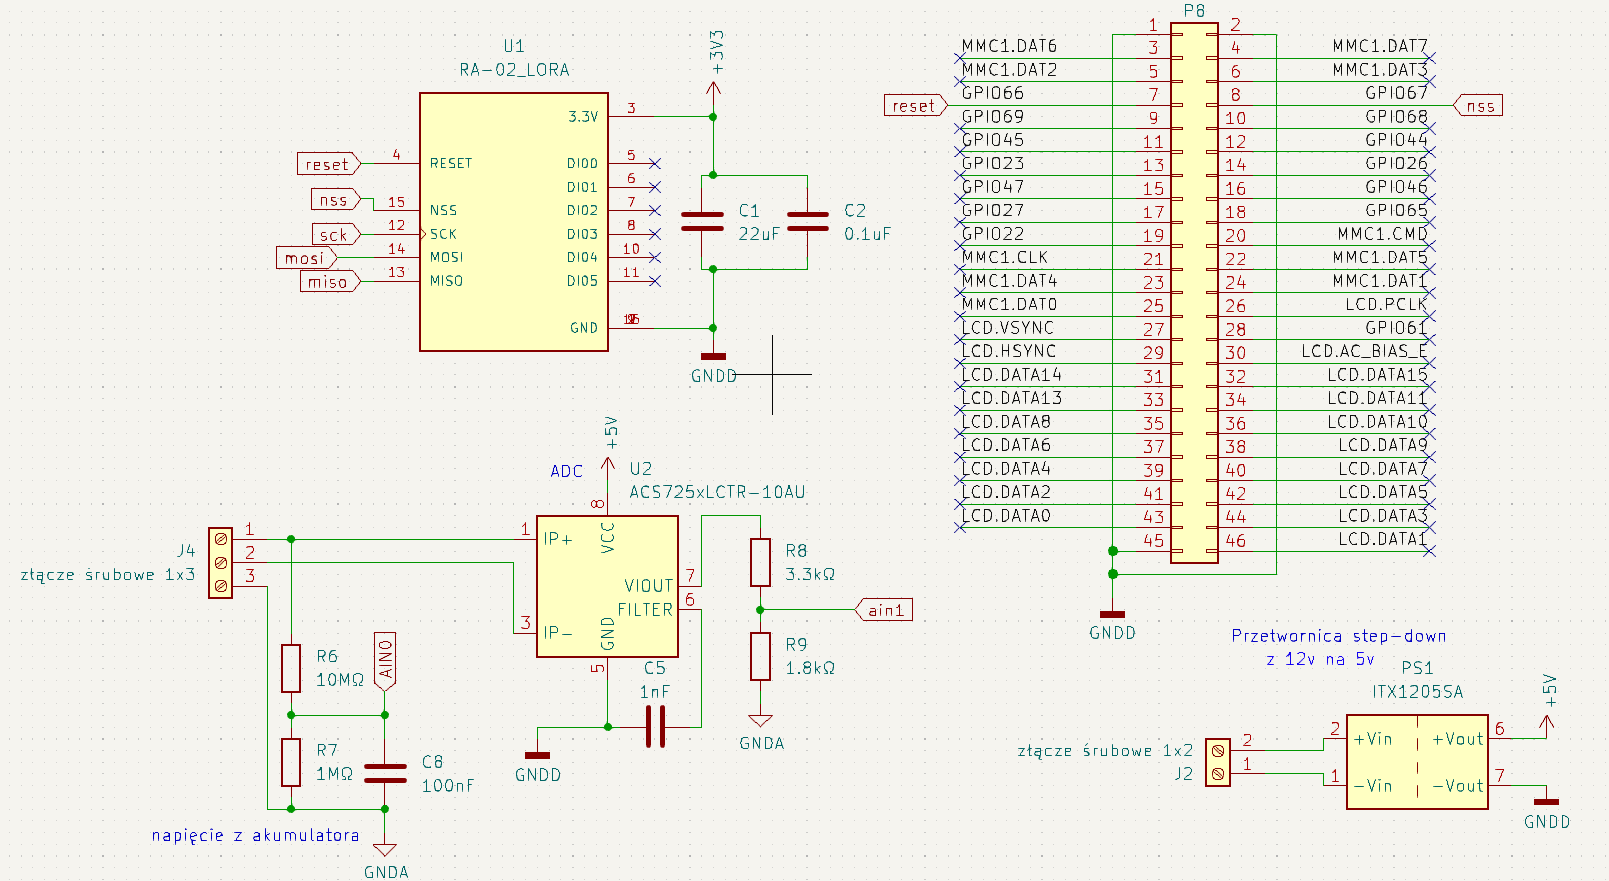 U1
RA-02_LORA
+3V3
3.3V
3
reset
4
RESET
DIO0
5
DIO1
6
nss
15
NSS
DIO2
7
sck
12
SCK
DIO3
8
mosi
14
MOSI
DIO4
10
miso
13
MISO
DIO5
11
GND
C1
22uF
C2
0.1uF
GNDD
P8
1
2
MMC1.DAT6
3
4
MMC1.DAT7
MMC1.DAT2
5
6
MMC1.DAT3
reset
GPIO66
7
8
GPIO67
nss
GPIO69
9
10
GPIO68
GPIO45
11
12
GPIO44
GPIO23
13
14
GPIO26
GPIO47
15
16
GPIO46
GPIO27
17
18
GPIO65
GPIO22
19
20
MMC1.CMD
MMC1.CLK
21
22
MMC1.DAT5
MMC1.DAT4
23
24
MMC1.DAT1
MMC1.DAT0
25
26
LCD.PCLK
LCD.VSYNC
27
28
GPIO61
LCD.HSYNC
29
30
LCD.AC_BIAS_E
LCD.DATA14
31
32
LCD.DATA15
LCD.DATA13
33
34
LCD.DATA11
LCD.DATA8
35
36
LCD.DATA10
LCD.DATA6
37
38
LCD.DATA9
LCD.DATA4
39
40
LCD.DATA7
LCD.DATA2
41
42
LCD.DATA5
LCD.DATA0
43
44
LCD.DATA3
45
46
LCD.DATA1
GNDD
ADC
+5V
U2
ACS725xLCTR-10AU
8
VCC
J4
złącze śrubowe 1x3
1
2
3
1
IP+
3
IP-
VIOUT
7
FILTER
6
GND
5
C5
1nF
GNDD
R8
3.3kΩ
ain1
R9
1.8kΩ
GNDA
R6
10MΩ
AIN0
R7
1MΩ
C8
100nF
napięcie z akumulatora
GNDA
Przetwornica step-down
z 12v na 5v
PS1
ITX1205SA
+5V
złącze śrubowe 1x2
J2
2
1
2
+Vin
+Vout
6
1
-Vin
-Vout
7
GNDD